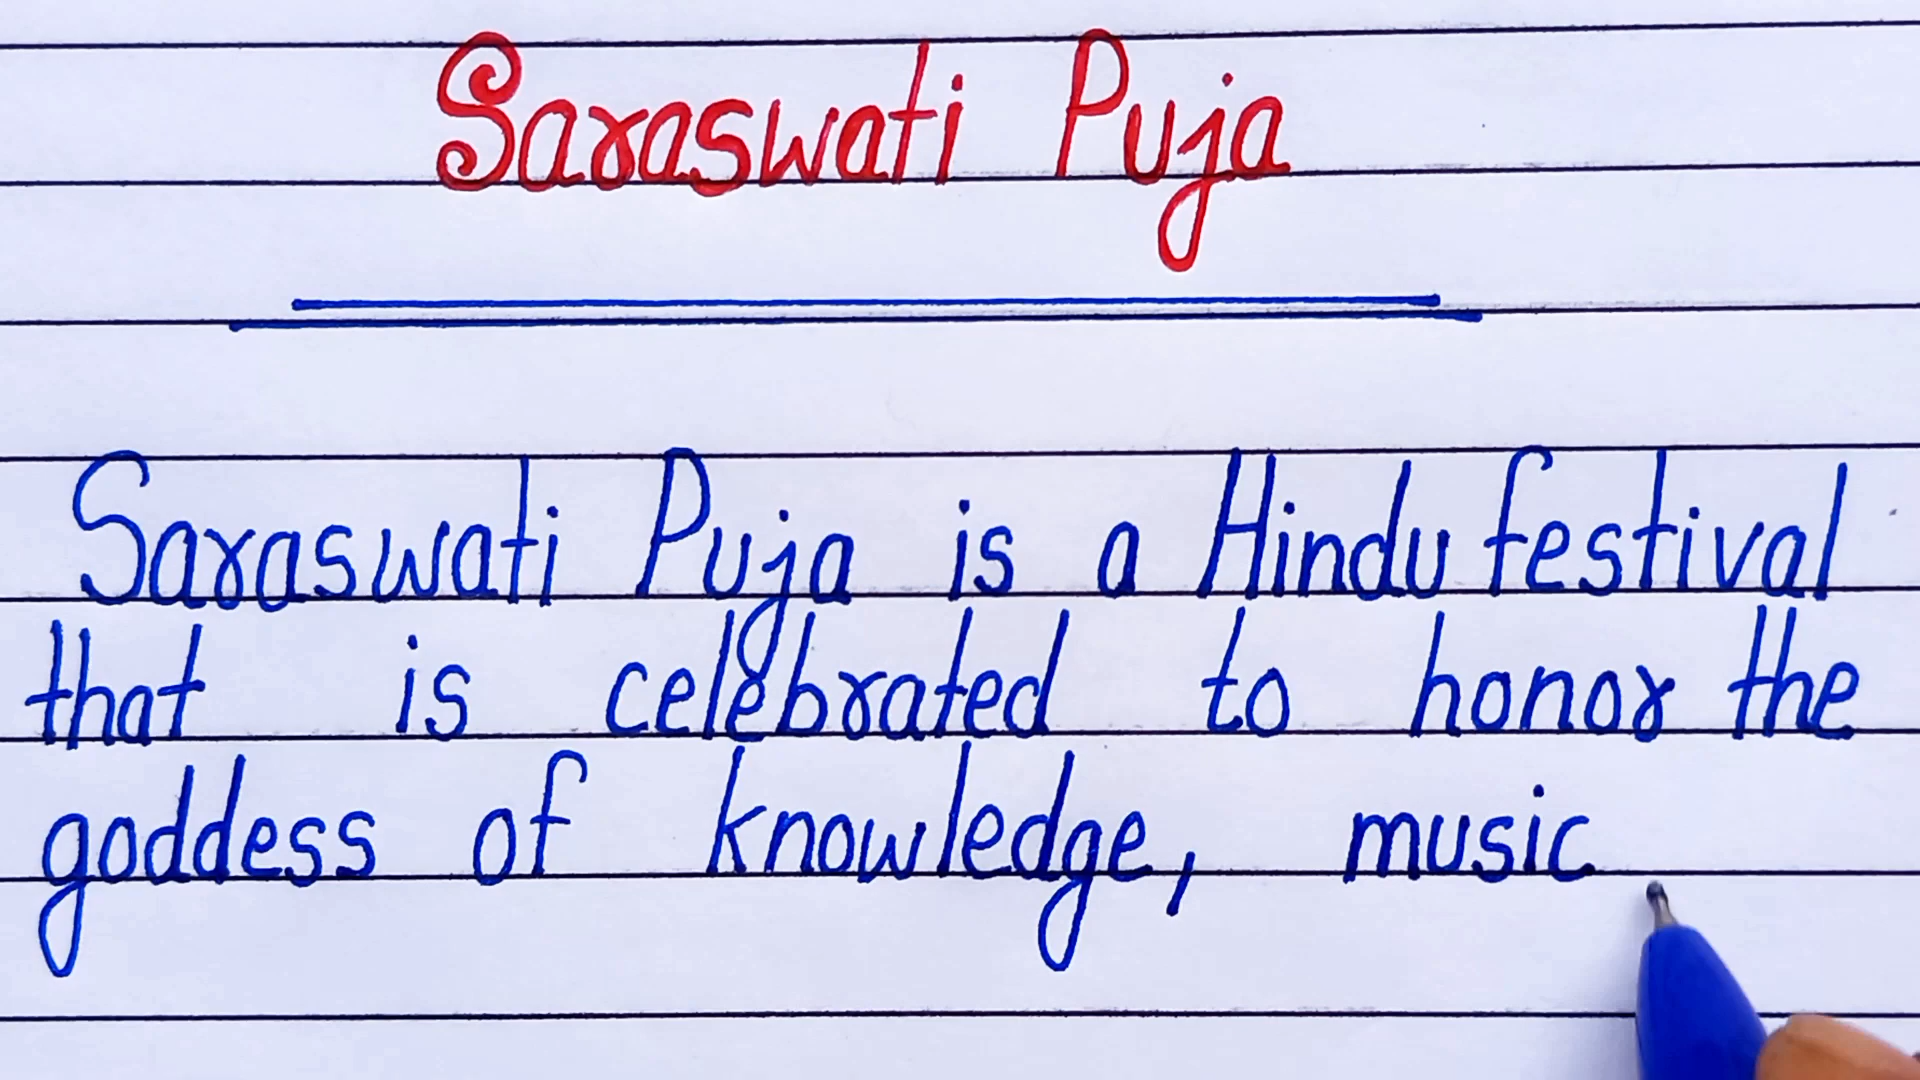 Saraswati Puja
Saraswati Puja is a Hindu festival
that is celebrated to honor the
goddess of knowledge, music